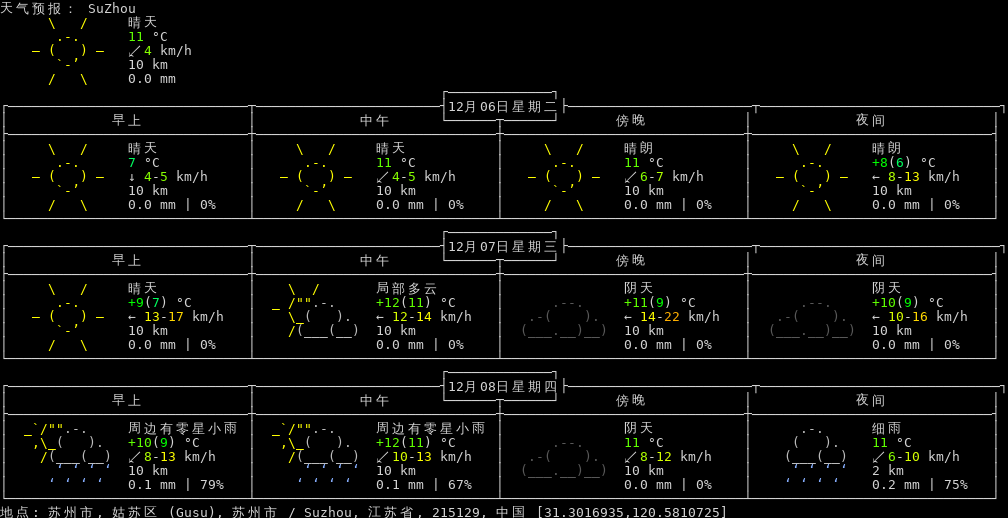 天气预报： SuZhou
晴天
11 °C
↙ 4 km/h
10 km
0.0 mm
12月06日星期二
早上 中午 傍晚 夜间
晴天 晴天 晴朗 晴朗
7 °C 11 °C 11 °C +8(6) °C
↓ 4-5 km/h ↙ 4-5 km/h ↙ 6-7 km/h ← 8-13 km/h
10 km 10 km 10 km 10 km
0.0 mm | 0% 0.0 mm | 0% 0.0 mm | 0% 0.0 mm | 0%
12月07日星期三
早上 中午 傍晚 夜间
晴天 局部多云 阴天 阴天
+9(7) °C +12(11) °C +11(9) °C +10(9) °C
← 13-17 km/h ← 12-14 km/h ← 14-22 km/h ← 10-16 km/h
10 km 10 km 10 km 10 km
0.0 mm | 0% 0.0 mm | 0% 0.0 mm | 0% 0.0 mm | 0%
12月08日星期四
早上 中午 傍晚 夜间
周边有零星小雨 周边有零星小雨 阴天 细雨
+10(9) °C +12(11) °C 11 °C 11 °C
↙ 8-13 km/h ↙ 10-13 km/h ↙ 8-12 km/h ↙ 6-10 km/h
10 km 10 km 10 km 2 km
0.1 mm | 79% 0.1 mm | 67% 0.0 mm | 0% 0.2 mm | 75%
地点: 苏州市, 姑苏区 (Gusu), 苏州市 / Suzhou, 江苏省, 215129, 中国 [31.3016935,120.5810725]